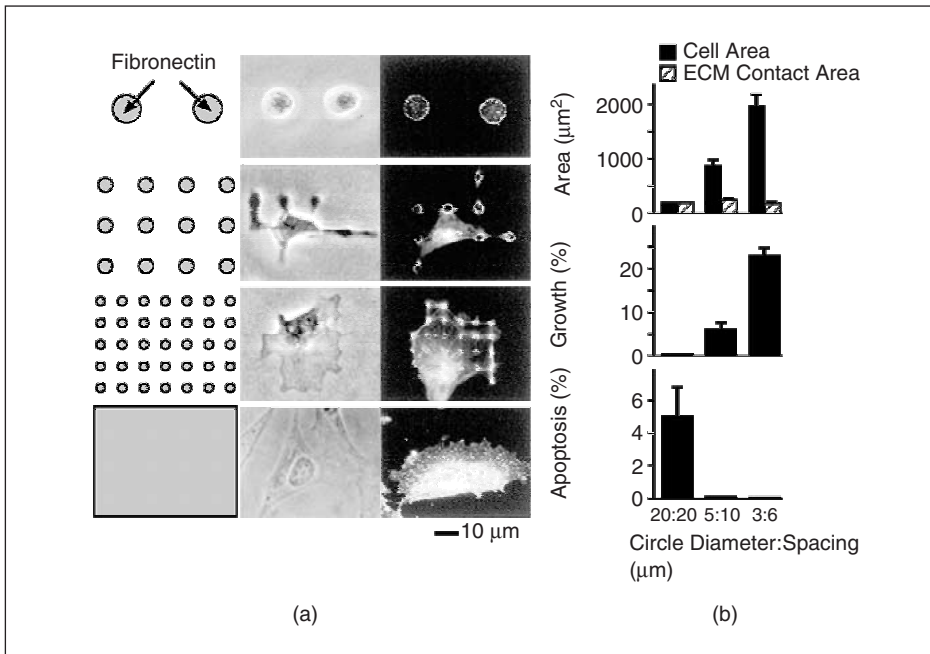 Fibronectin
10 μm
(a)
Cell Area
ECM Contact Area
Area (μm²)
2000
1000
0
Growth (%)
20
10
0
Apoptosis (%)
6
4
2
0
20:20 5:10 3:6
Circle Diameter:Spacing
(μm)
(b)